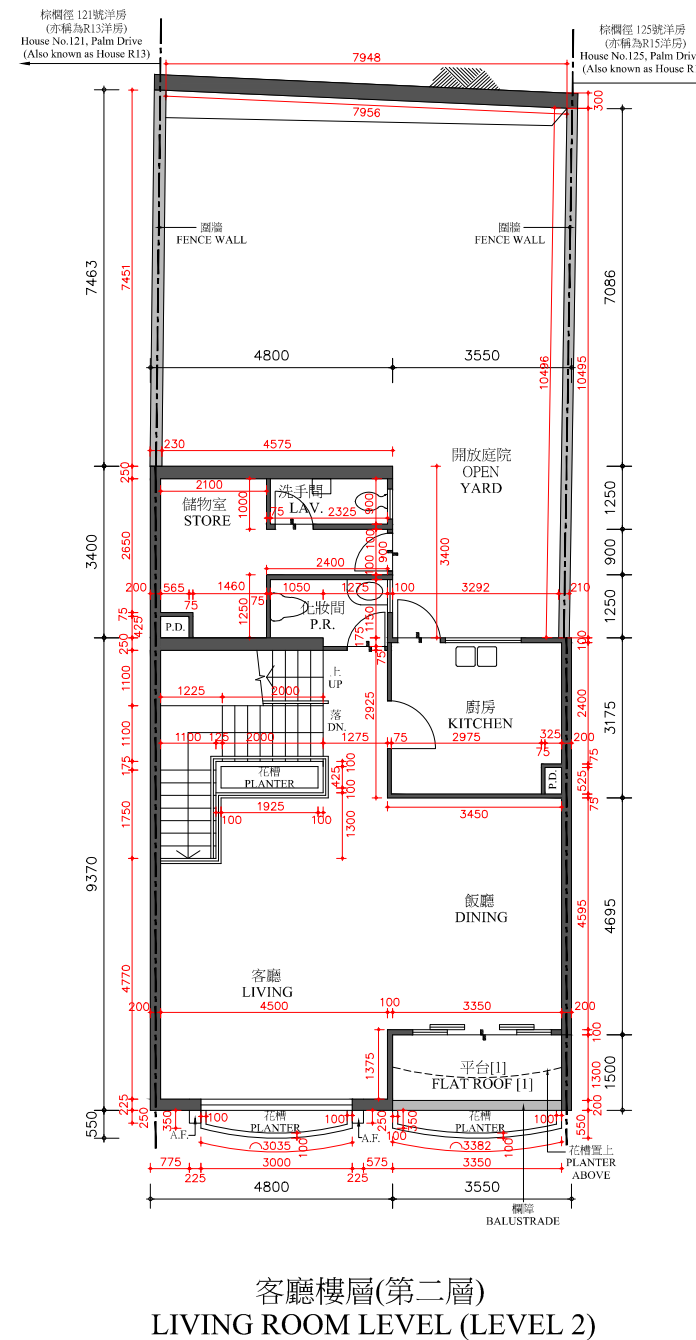 棕櫚徑 121號洋房
(亦稱為R13洋房)
House No.121, Palm Drive
(Also known as House R13)
棕櫚徑 125號洋房
(亦稱為R15洋房)
House No.125, Palm Driv
(Also known as House R
7948
7956
300
圍牆
FENCE WALL
圍牆
FENCE WALL
7463
7451
7086
10496
10495
4800
3550
230
4575
250
開放庭院
OPEN
YARD
2100
洗手間
LAV.
儲物室
STORE
1000
75
2325
900
1250
3400
2650
100
900
3400
900
2400
100
200
565
1460
75
1050
1275
100
3292
210
75
1250
化妝間
P.R.
1150
1250
75
425
P.D.
175
250
100
75
上
UP
1225
2000
1100
2925
廚房
KITCHEN
2400
3175
落
DN.
1100
125
2000
1275
75
2975
325
75
200
1100
花槽
PLANTER
100
425
100
175
75
525
75
P.D.
1925
100
100
1300
3450
1750
9370
飯廳
DINING
4595
4695
客廳
LIVING
4770
200
4500
100
3350
200
100
1375
平台[1]
FLAT ROOF [1]
1300
1500
225
200
550
250
350
100
花槽
PLANTER
100
250
350
花槽
PLANTER
100
550
A.F.
A.F.
3035
100
100
3382
100
花槽置上
PLANTER
ABOVE
775
3000
575
3350
225
225
4800
3550
欄障
BALUSTRADE
客廳樓層(第二層)
LIVING ROOM LEVEL (LEVEL 2)